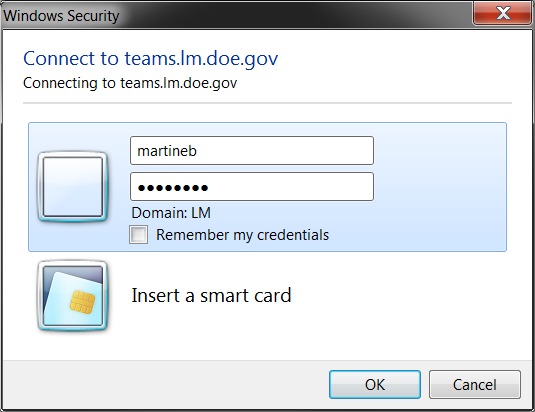 Windows Security
Connect to teams.lm.doe.gov
Connecting to teams.lm.doe.gov
martineb
●●●●●●●●
Domain: LM
Remember my credentials
Insert a smart card
OK
Cancel